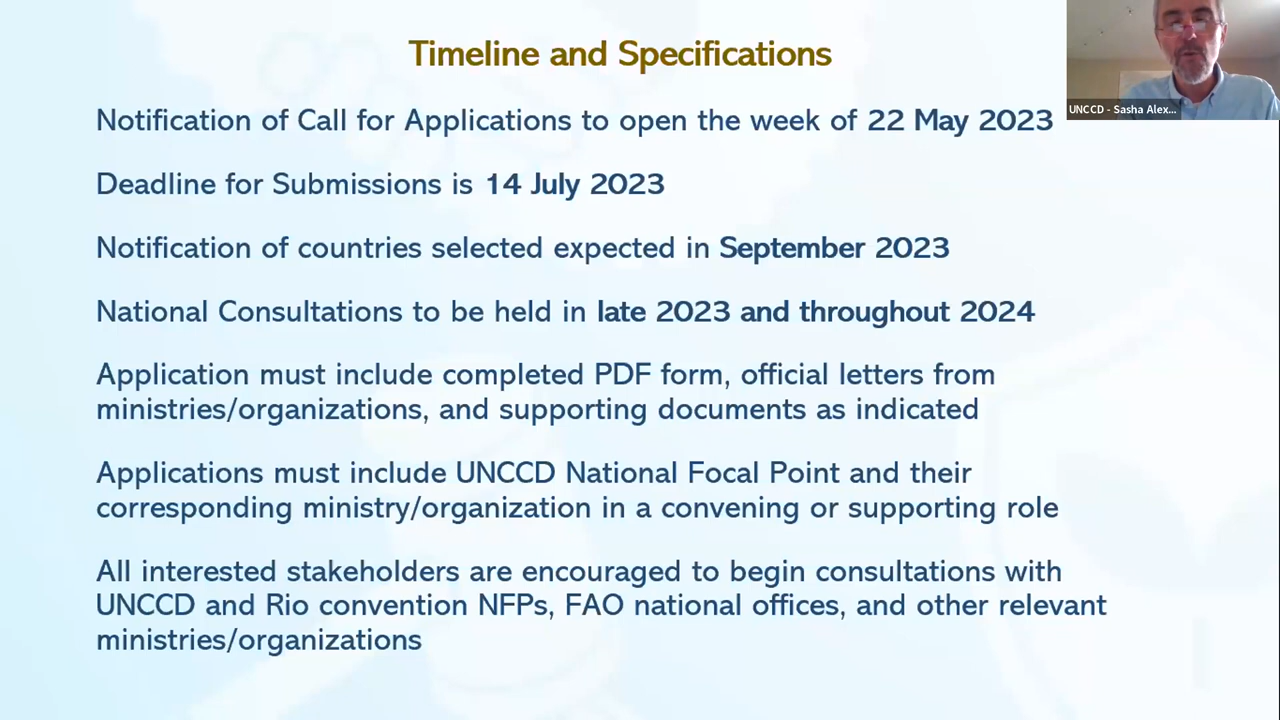 Timeline and Specifications
UNCCD - Sasha Alex...
Notification of Call for Applications to open the week of 22 May 2023
Deadline for Submissions is 14 July 2023
Notification of countries selected expected in September 2023
National Consultations to be held in late 2023 and throughout 2024
Application must include completed PDF form, official letters from
ministries/organizations, and supporting documents as indicated
Applications must include UNCCD National Focal Point and their
corresponding ministry/organization in a convening or supporting role
All interested stakeholders are encouraged to begin consultations with
UNCCD and Rio convention NFPs, FAO national offices, and other relevant
ministries/organizations